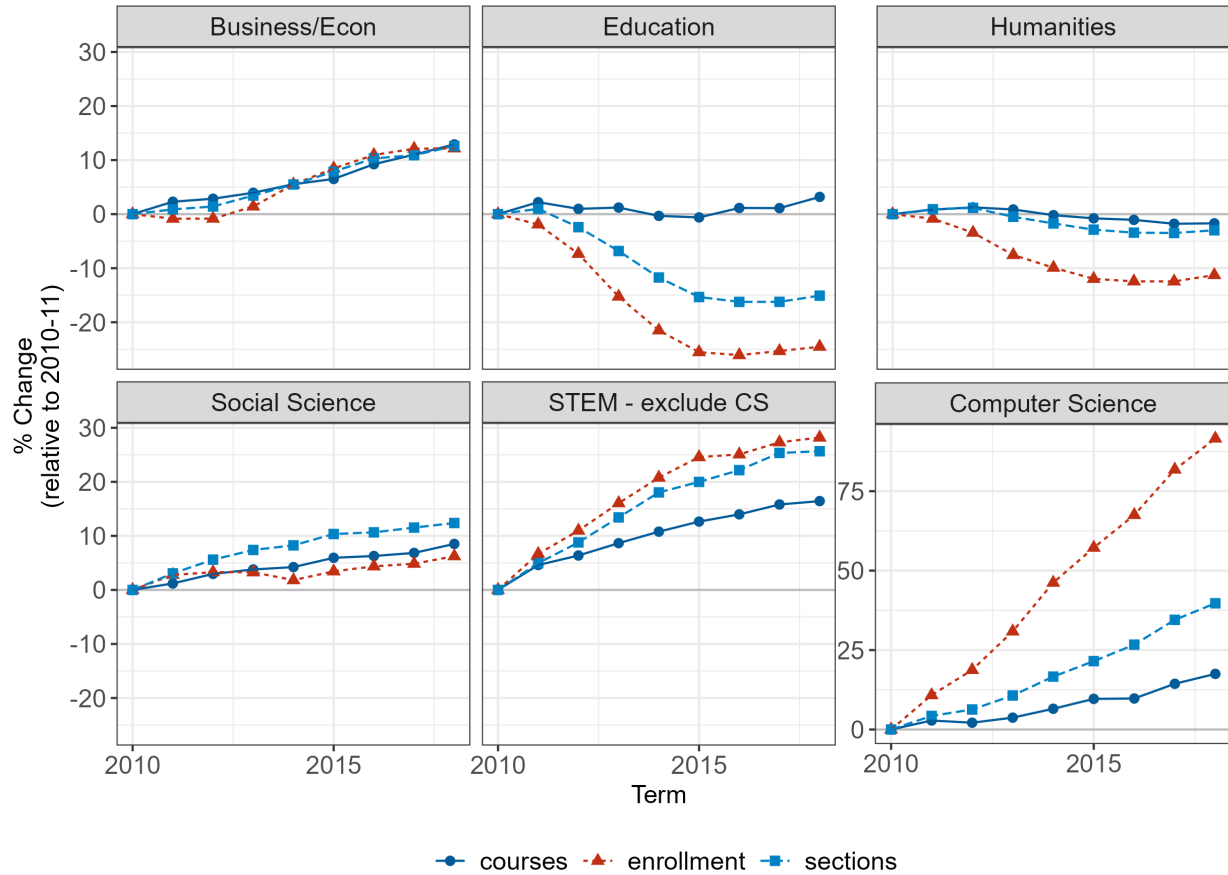 Business/Econ Education Humanities
30
20
10
0
-10
-20
% Change
(relative to 2010-11)
Social Science STEM - exclude CS Computer Science
30
20
10
0
-10
-20
75
50
25
0
2010 2015 2010 2015 2010 2015
Term
courses enrollment sections